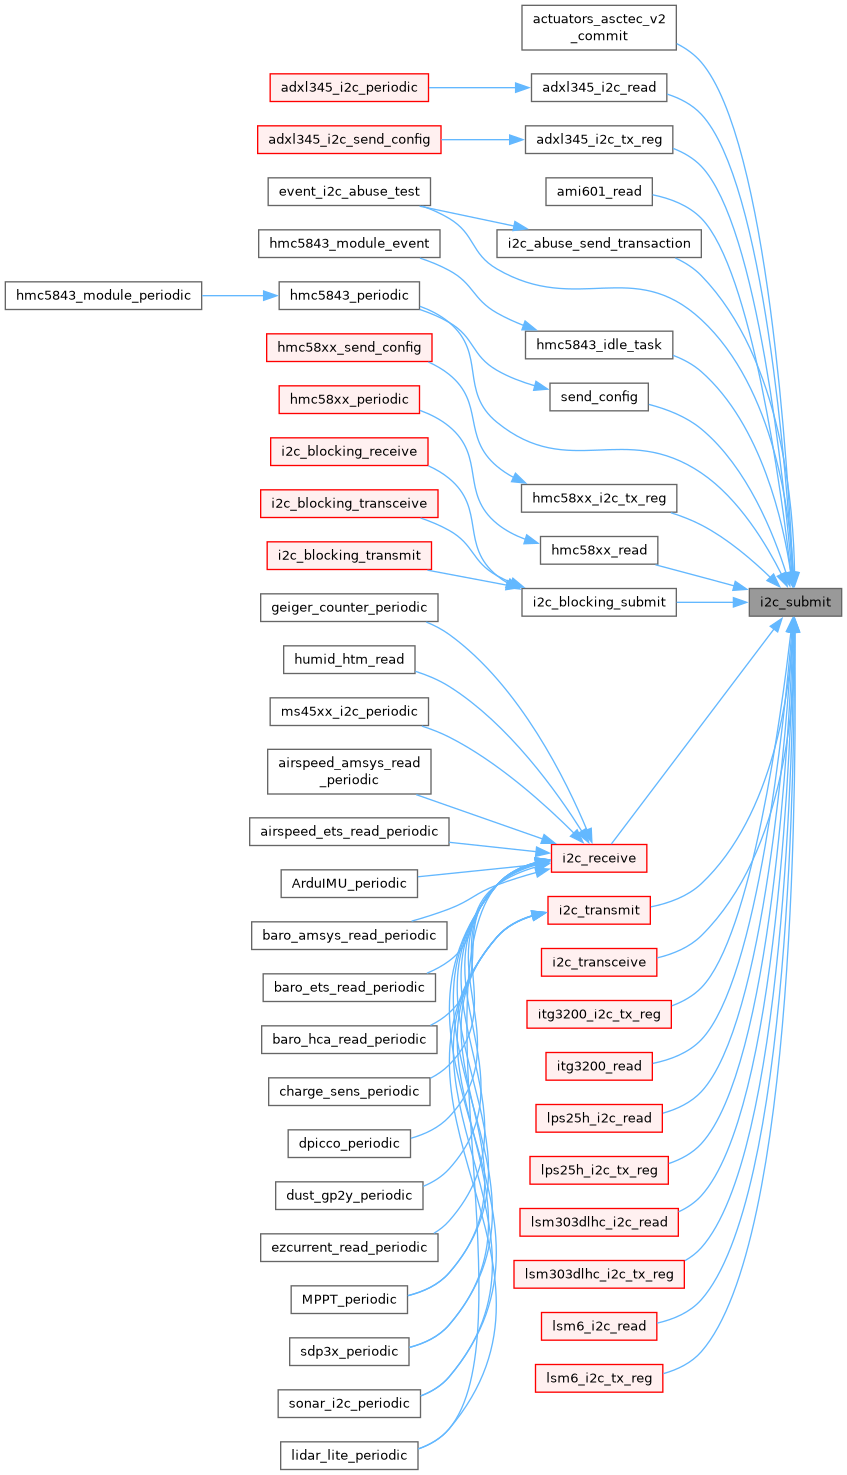 actuators_asctec_v2
_commit
adxl345_i2c_periodic
adxl345_i2c_read
adxl345_i2c_send_config
adxl345_i2c_tx_reg
event_i2c_abuse_test
ami601_read
hmc5843_module_event
i2c_abuse_send_transaction
hmc5843_module_periodic
hmc5843_periodic
hmc58xx_send_config
hmc5843_idle_task
hmc58xx_periodic
send_config
i2c_blocking_receive
i2c_blocking_transceive
hmc58xx_i2c_tx_reg
i2c_blocking_transmit
hmc58xx_read
geiger_counter_periodic
i2c_blocking_submit
i2c_submit
humid_htm_read
ms45xx_i2c_periodic
airspeed_amsys_read
_periodic
airspeed_ets_read_periodic
i2c_receive
ArduIMU_periodic
i2c_transmit
baro_amsys_read_periodic
i2c_transceive
baro_ets_read_periodic
itg3200_i2c_tx_reg
baro_hca_read_periodic
itg3200_read
charge_sens_periodic
lps25h_i2c_read
dpicco_periodic
lps25h_i2c_tx_reg
dust_gp2y_periodic
lsm303dlhc_i2c_read
ezcurrent_read_periodic
lsm303dlhc_i2c_tx_reg
MPPT_periodic
lsm6_i2c_read
sdp3x_periodic
lsm6_i2c_tx_reg
sonar_i2c_periodic
lidar_lite_periodic